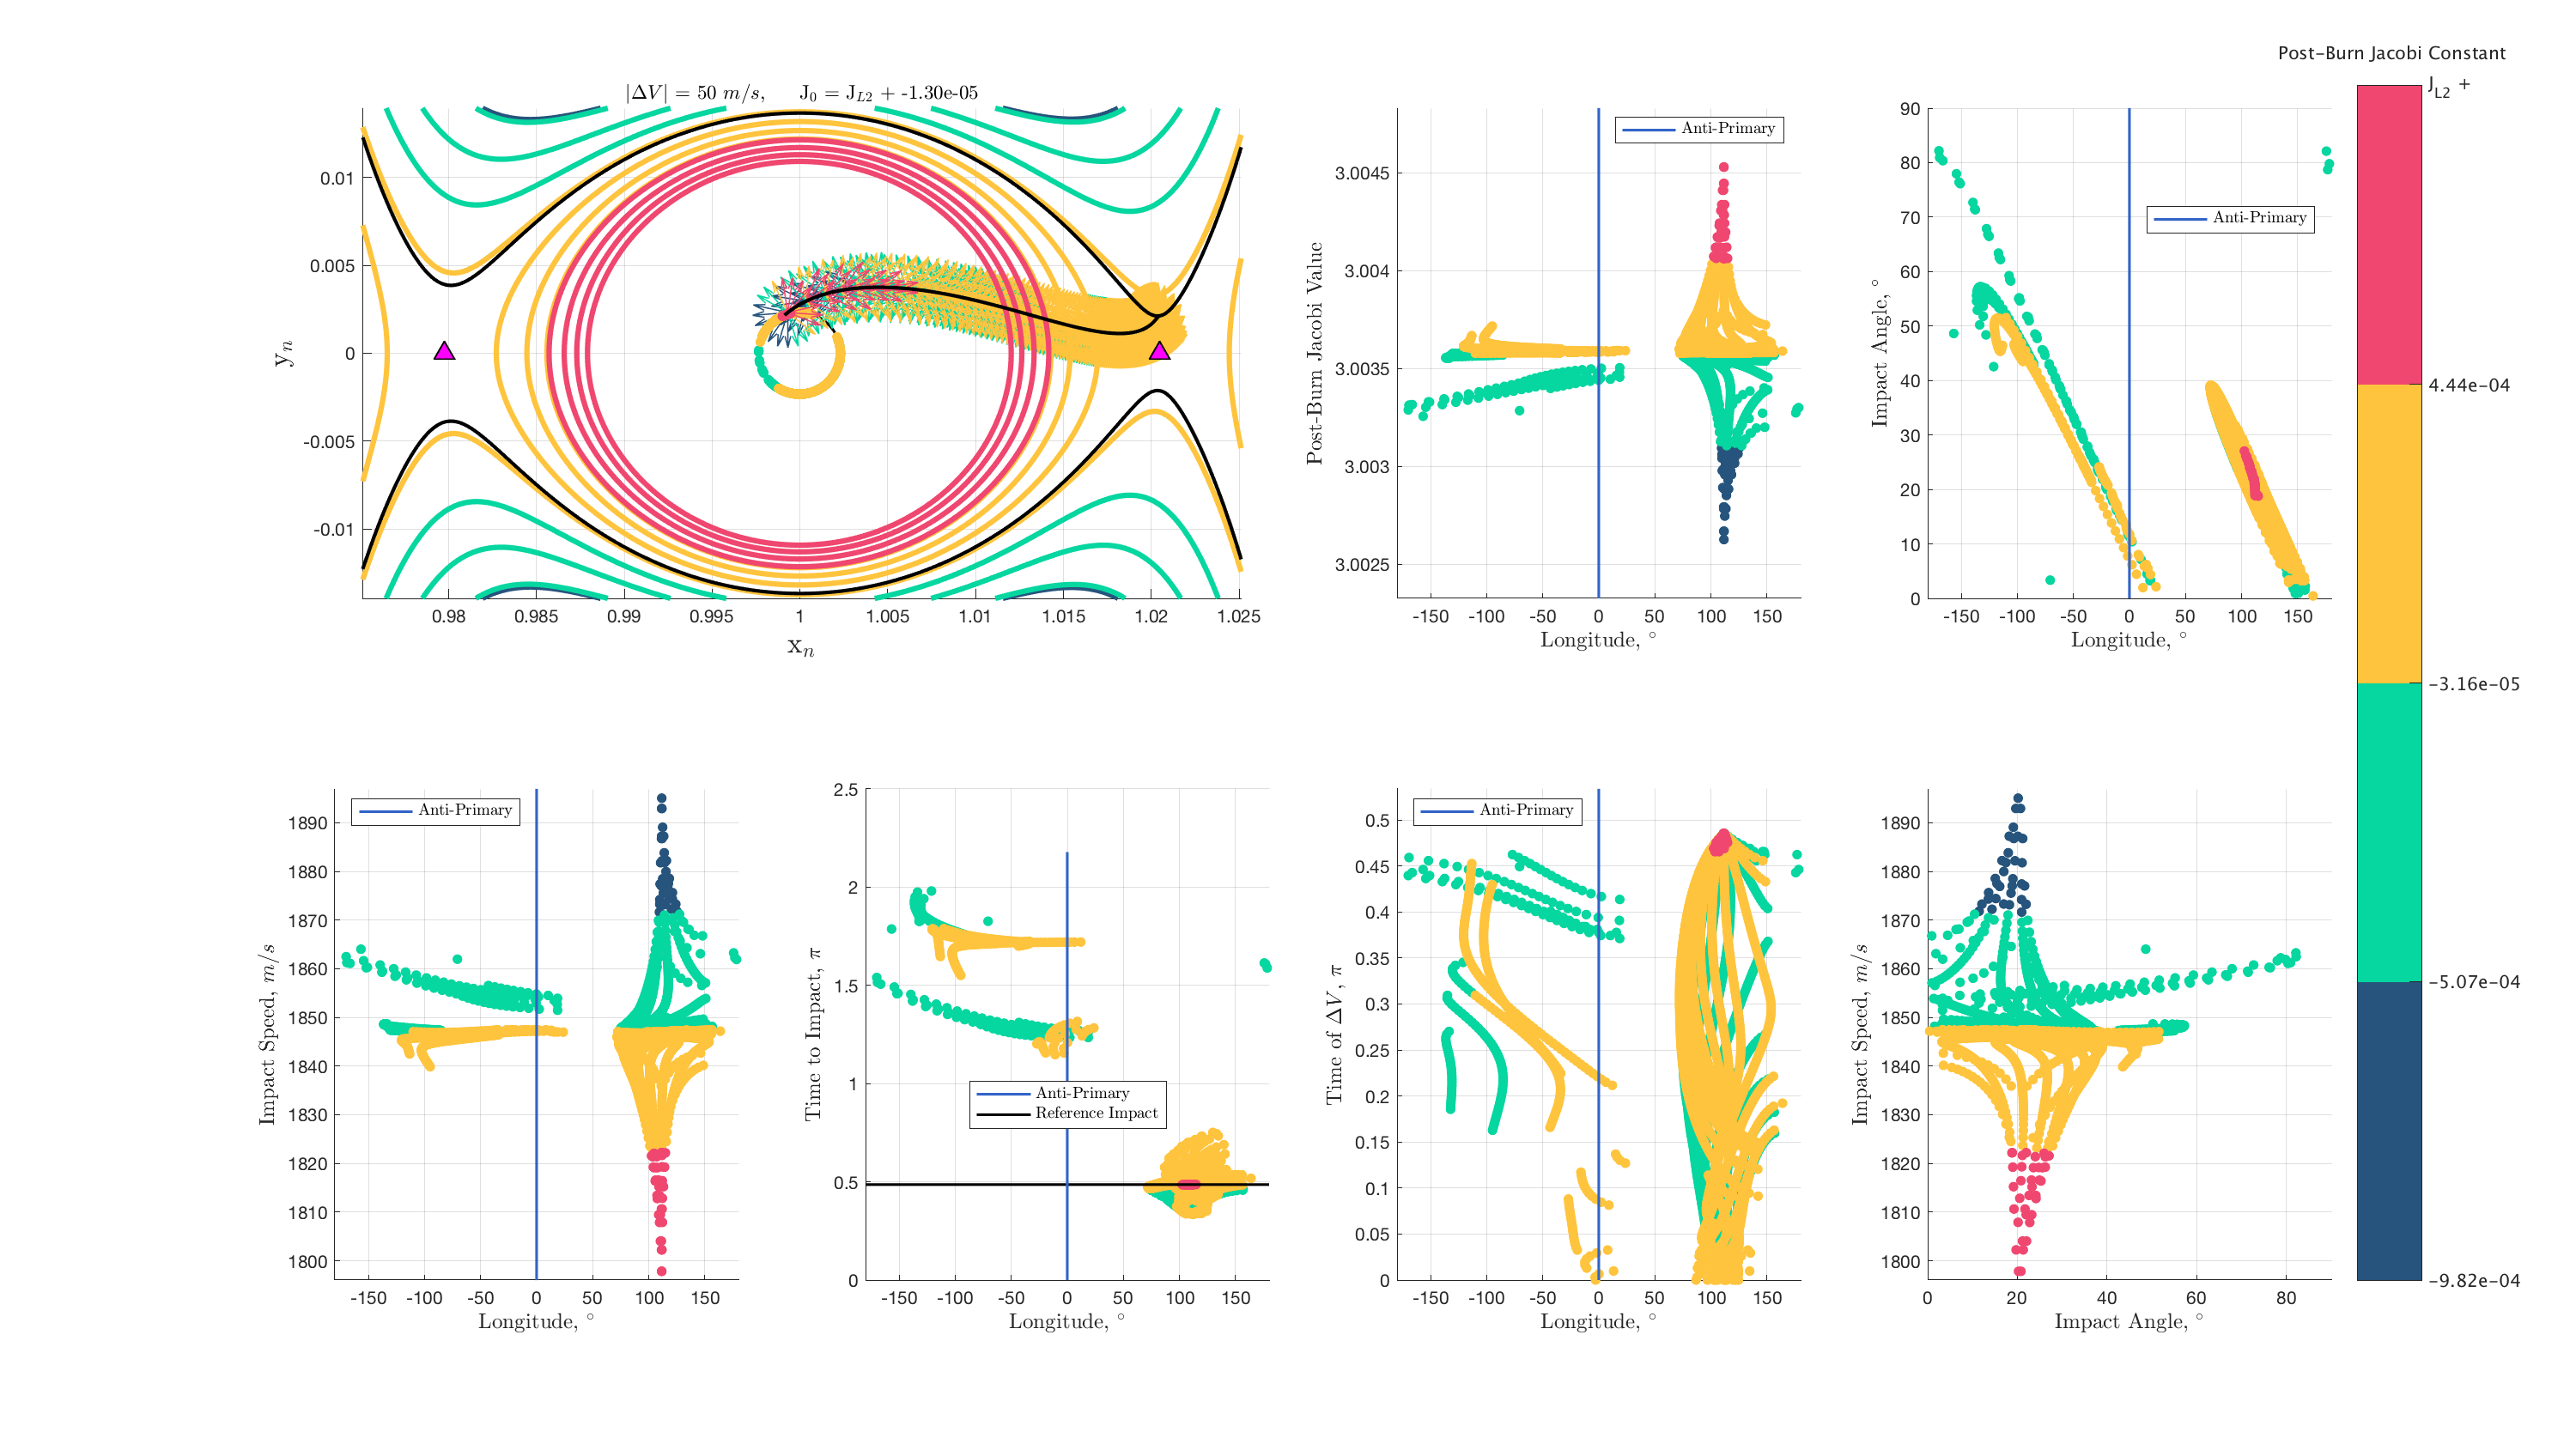 Post-Burn Jacobi Constant
J_L2 +
4.44e-04
-3.16e-05
-5.07e-04
-9.82e-04
|ΔV| = 50 m/s, J_0 = J_L2 + -1.30e-05
0.01
0.005
0
-0.005
-0.01
y_n
0.98 0.985 0.99 0.995 1 1.005 1.01 1.015 1.02 1.025
x_n
Anti-Primary
3.0045
3.004
3.0035
3.003
3.0025
Post-Burn Jacobi Value
-150 -100 -50 0 50 100 150
Longitude, °
Anti-Primary
90
80
70
60
50
40
30
20
10
0
Impact Angle, °
-150 -100 -50 0 50 100 150
Longitude, °
Anti-Primary
1890
1880
1870
1860
1850
1840
1830
1820
1810
1800
Impact Speed, m/s
-150 -100 -50 0 50 100 150
Longitude, °
2.5
2
1.5
1
0.5
0
Time to Impact, π
Anti-Primary
Reference Impact
-150 -100 -50 0 50 100 150
Longitude, °
Anti-Primary
0.5
0.45
0.4
0.35
0.3
0.25
0.2
0.15
0.1
0.05
0
Time of ΔV, π
-150 -100 -50 0 50 100 150
Longitude, °
1890
1880
1870
1860
1850
1840
1830
1820
1810
1800
Impact Speed, m/s
0 20 40 60 80
Impact Angle, °